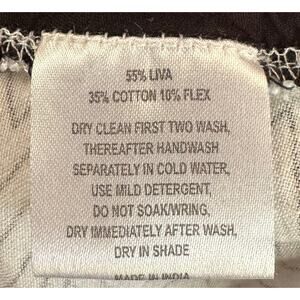 55% LIVA
35% COTTON 10% FLEX
DRY CLEAN FIRST TWO WASH,
THEREAFTER HANDWASH
SEPARATELY IN COLD WATER,
USE MILD DETERGENT,
DO NOT SOAK/WRING,
DRY IMMEDIATELY AFTER WASH,
DRY IN SHADE
MADE IN INDIA